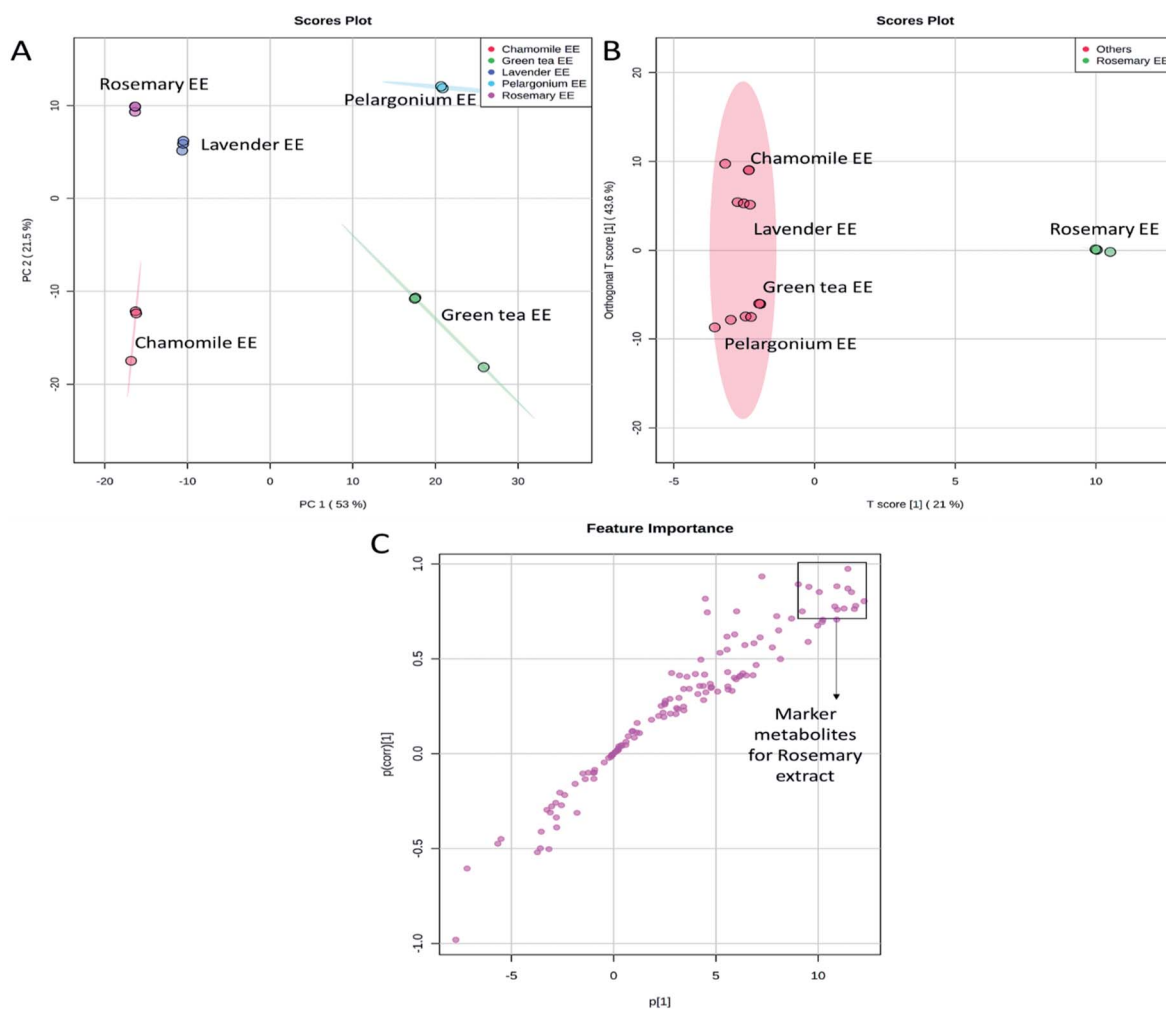 Scores Plot
A
Chamomile EE
Green tea EE
Lavender EE
Pelargonium EE
Rosemary EE
Rosemary EE
Pelargonium EE
Lavender EE
Green tea EE
Chamomile EE
10
0
-10
-20
PC 2 ( 21.5 %)
-20
-10
0
10
20
30
PC 1 ( 53 %)
Scores Plot
B
Others
Rosemary EE
Chamomile EE
Lavender EE
Rosemary EE
Green tea EE
Pelargonium EE
20
10
0
-10
-20
Orthogonal T score [1] ( 43.6 %)
-5
0
5
10
T score [1] ( 21 %)
Feature Importance
C
1.0
0.5
0.0
-0.5
-1.0
p(corr)[1]
Marker
metabolites
for Rosemary
extract
-5
0
5
10
p[1]